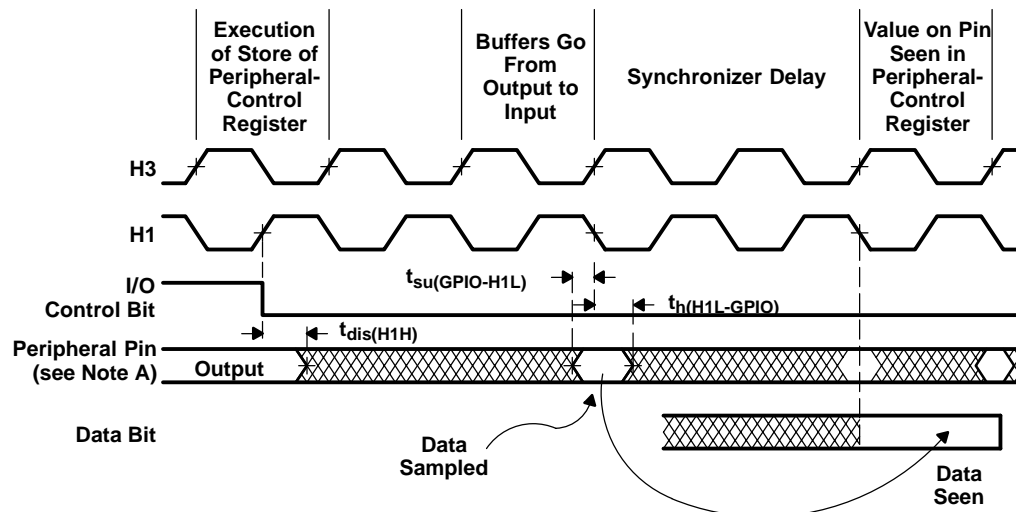 Execution
of Store of
Peripheral-
Control
Register
Buffers Go
From
Output to
Input
Synchronizer Delay
Value on Pin
Seen in
Peripheral-
Control
Register
H3
H1
I/O
Control Bit
tsu(GPIO-H1L)
th(H1L-GPIO)
tdis(H1H)
Peripheral Pin
(see Note A)
Output
Data Bit
Data
Sampled
Data
Seen